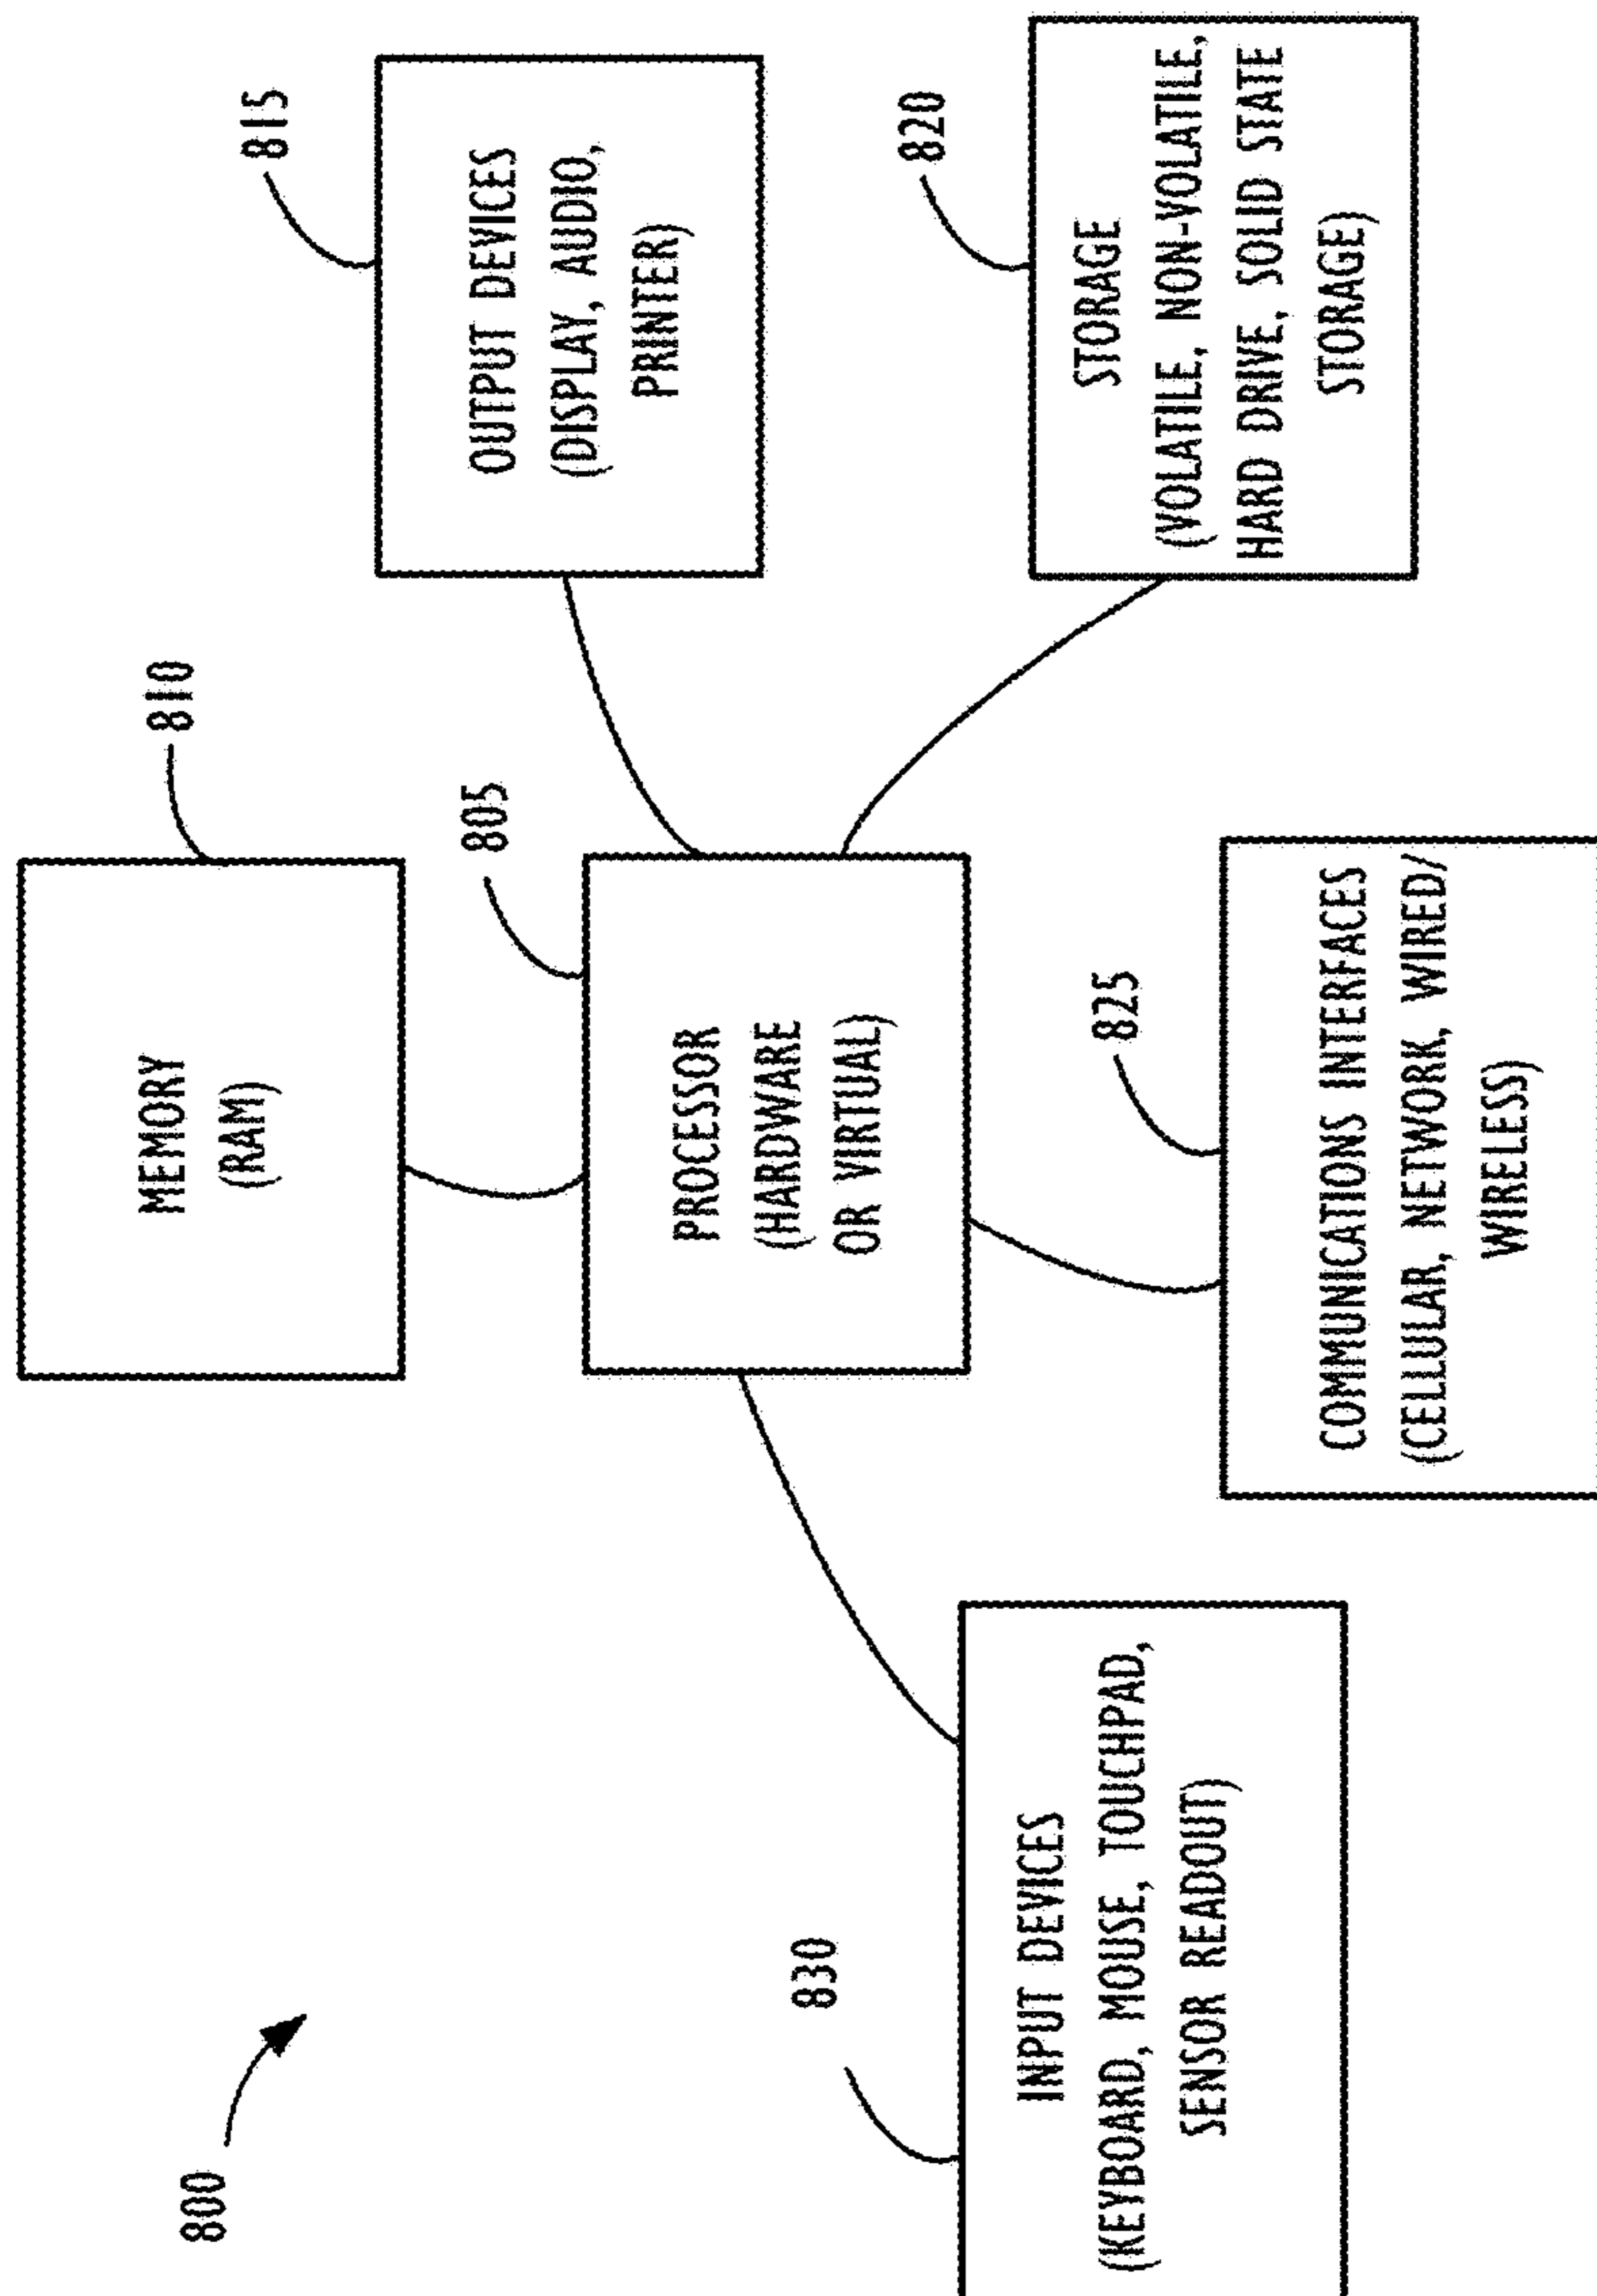 800
810
MEMORY
(RAM)
815
OUTPUT DEVICES
(DISPLAY, AUDIO,
PRINTER)
805
PROCESSOR
(HARDWARE
OR VIRTUAL)
830
INPUT DEVICES
(KEYBOARD, MOUSE, TOUCHPAD,
SENSOR READOUT)
825
COMMUNICATIONS INTERFACES
(CELLULAR, NETWORK, WIRED/
WIRELESS)
820
STORAGE
(VOLATILE, NON-VOLATILE,
HARD DRIVE, SOLID STATE
STORAGE)